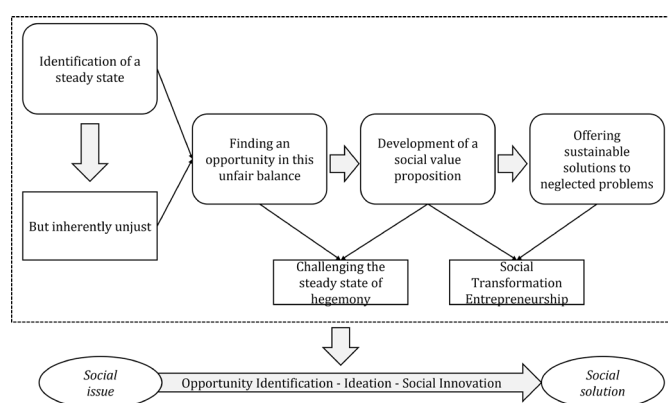 Identification of a
steady state
But inherently unjust
Finding an
opportunity in this
unfair balance
Development of a
social value
proposition
Offering
sustainable
solutions to
neglected problems
Challenging the
steady state of
hegemony
Social
Transformation
Entrepreneurship
Social
issue
Opportunity Identification - Ideation - Social Innovation
Social
solution